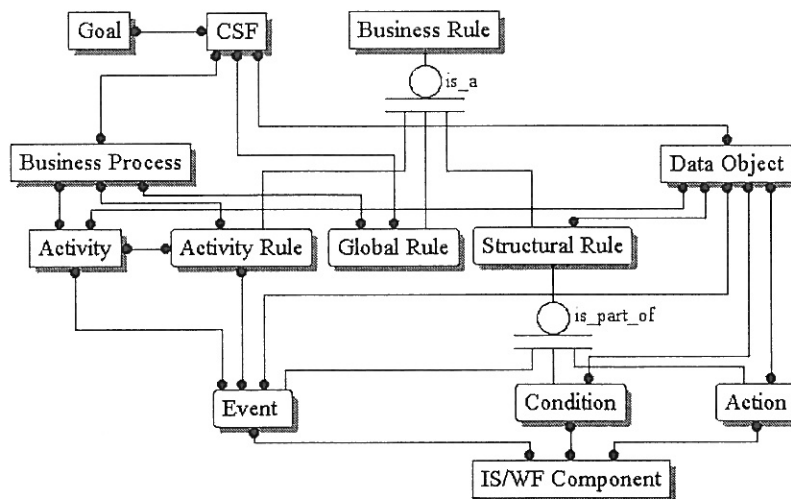 Goal
CSF
Business Rule
is_a
Business Process
Data Object
Activity
Activity Rule
Global Rule
Structural Rule
is_part_of
Event
Condition
Action
IS/WF Component